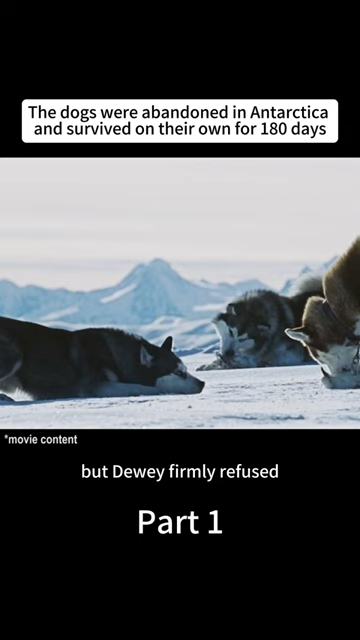 The dogs were abandoned in Antarctica
and survived on their own for 180 days
*movie content
but Dewey firmly refused
Part 1